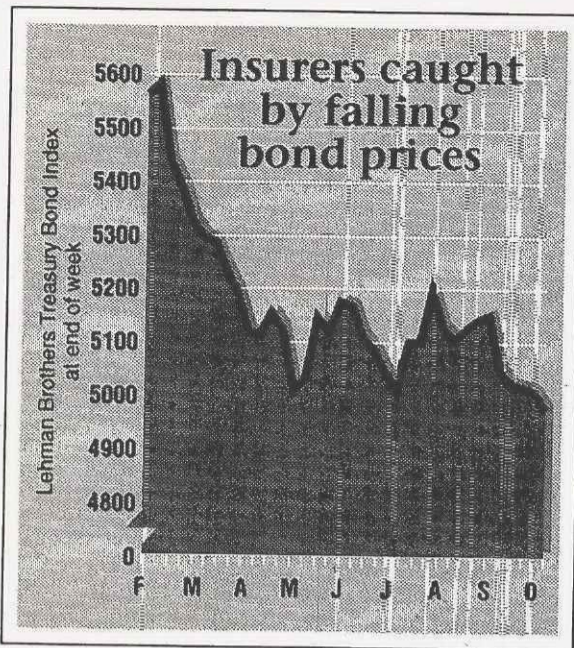 Insurers caught
by falling
bond prices
Lehman Brothers Treasury Bond Index
at end of week
5600
5500
5400
5300
5200
5100
5000
4900
4800
0
F M A M J J A S O